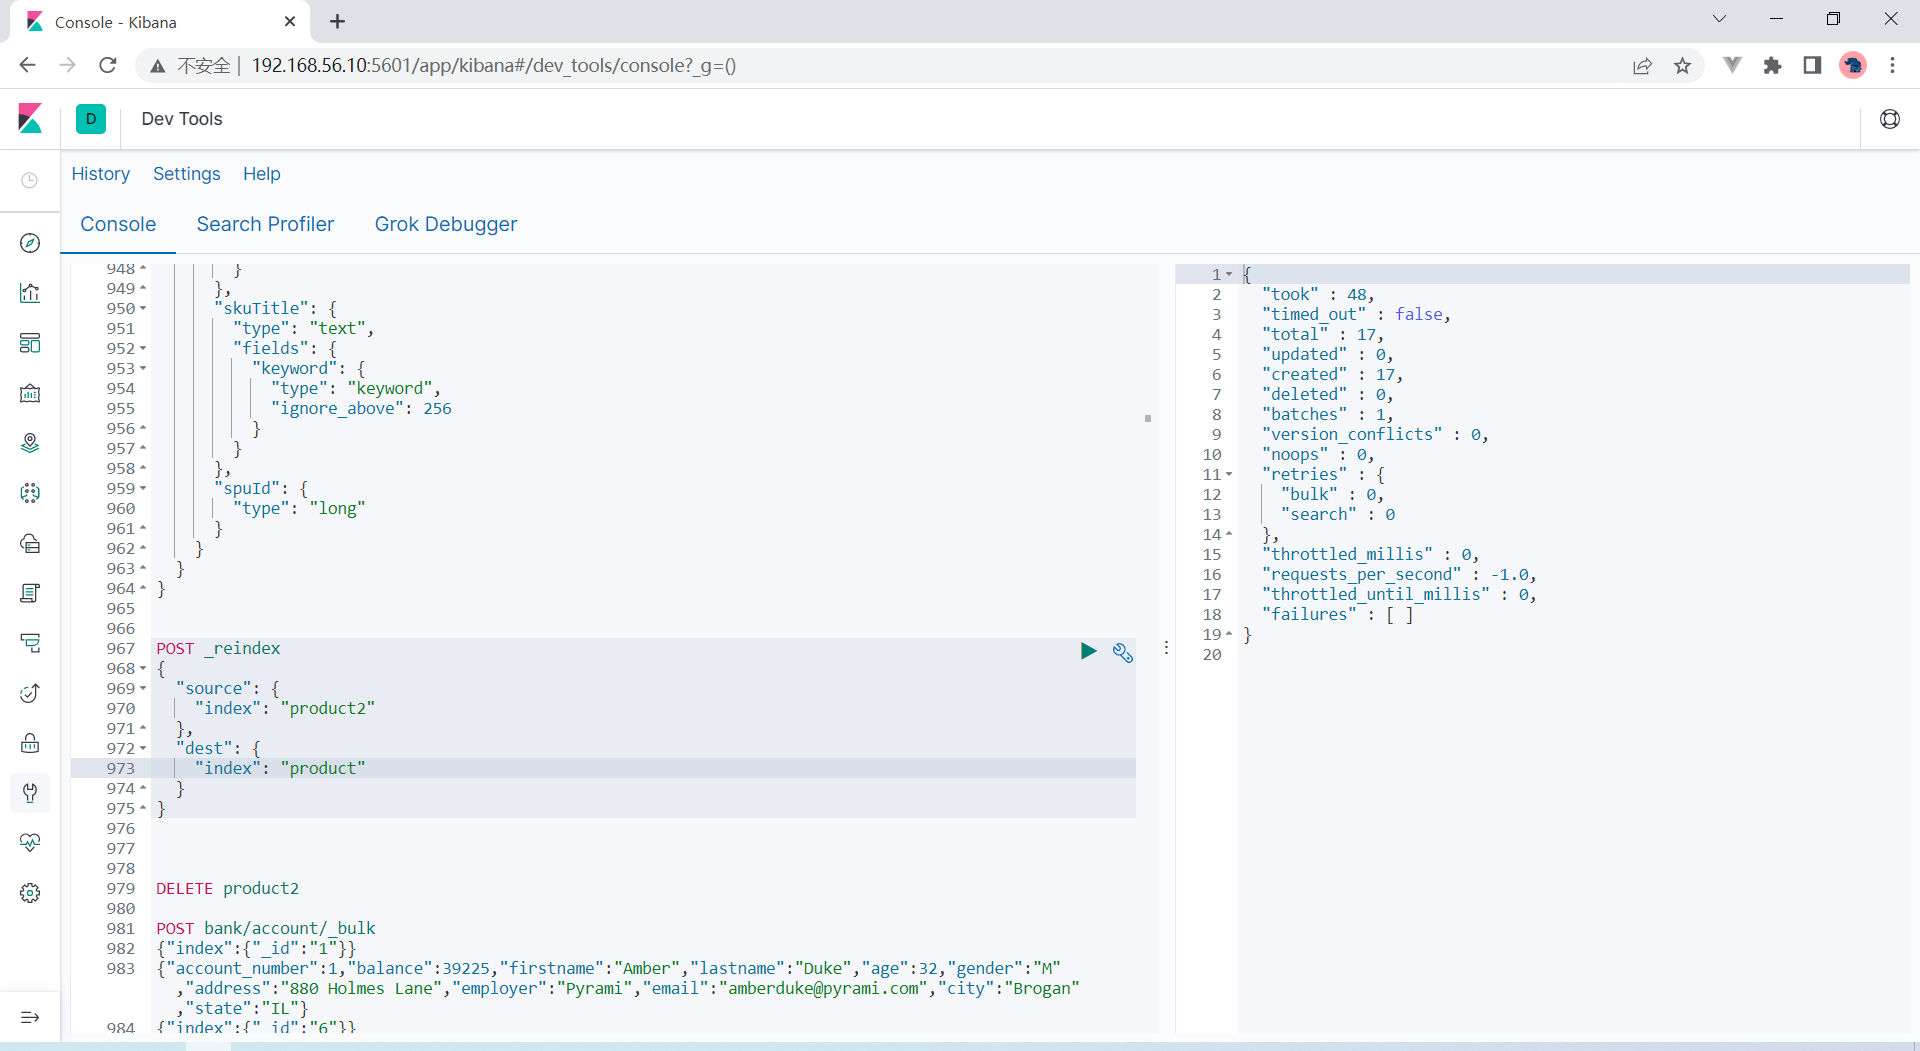 Console - Kibana
不安全 | 192.168.56.10:5601/app/kibana#/dev_tools/console?_g=()
D
Dev Tools
History Settings Help
Console Search Profiler Grok Debugger
948 }
949 },
950 "skuTitle": {
951 "type": "text",
952 "fields": {
953 "keyword": {
954 "type": "keyword",
955 "ignore_above": 256
956 }
957 }
958 },
959 "spuId": {
960 "type": "long"
961 }
962 }
963 }
964 }
965
966
967 POST _reindex
968 {
969 "source": {
970 "index": "product2"
971 },
972 "dest": {
973 "index": "product"
974 }
975 }
976
977
978
979 DELETE product2
980
981 POST bank/account/_bulk
982 {"index":{"_id":"1"}}
983 {"account_number":1,"balance":39225,"firstname":"Amber","lastname":"Duke","age":32,"gender":"M"
,"address":"880 Holmes Lane","employer":"Pyrami","email":"amberduke@pyrami.com","city":"Brogan"
,"state":"IL"}
984 {"index":{"_id":"6"}}
1 {
2 "took" : 48,
3 "timed_out" : false,
4 "total" : 17,
5 "updated" : 0,
6 "created" : 17,
7 "deleted" : 0,
8 "batches" : 1,
9 "version_conflicts" : 0,
10 "noops" : 0,
11 "retries" : {
12 "bulk" : 0,
13 "search" : 0
14 },
15 "throttled_millis" : 0,
16 "requests_per_second" : -1.0,
17 "throttled_until_millis" : 0,
18 "failures" : [ ]
19 }
20